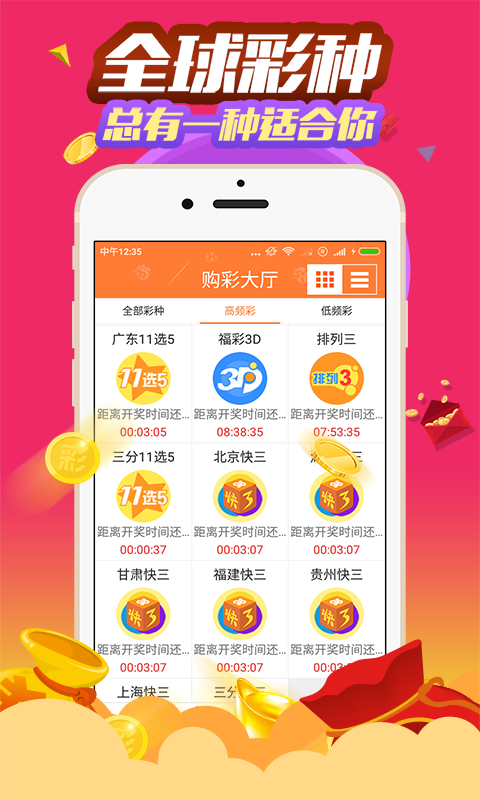 全球彩种
总有一种适合你
中午12:35
购彩大厅
全部彩种 高频彩 低频彩
广东11选5 福彩3D 排列三
11选5 3D 排列3
距离开奖时间还... 距离开奖时间还... 距离开奖时间还...
00:03:05 08:38:35 07:53:35
三分11选5 北京快三 快三
11选5 快3 快3
彩
距离开奖时间还... 距离开奖时间还... 距离开奖时间还...
00:00:37 00:03:07 00:03:07
甘肃快三 福建快三 贵州快三
快3 快3 快3
距离开奖时间还... 距离开奖时间还... 距离开奖时间还...
00:03:07 00:03:07 00:03:07
上海快三 三分